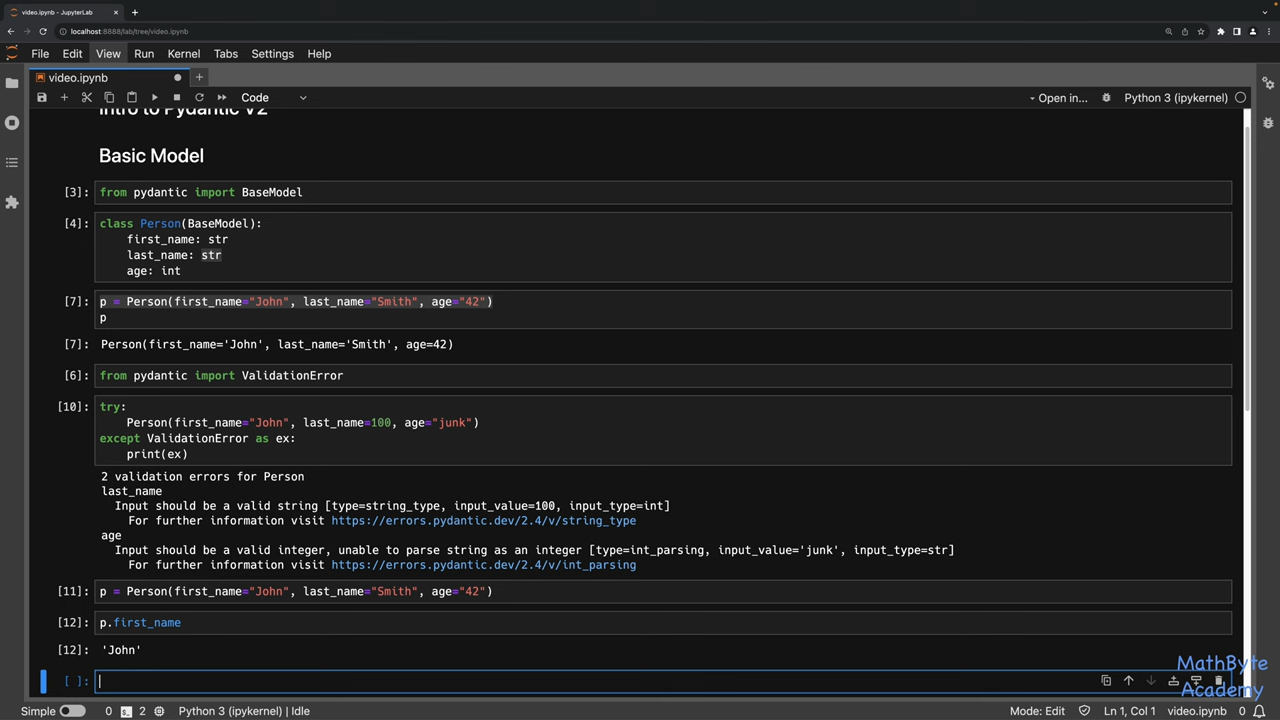 video.ipynb - JupyterLab
localhost:8888/lab/tree/video.ipynb
File Edit View Run Kernel Tabs Settings Help
video.ipynb
Code
Open in...
Python 3 (ipykernel)
Intro to Pydantic V2
Basic Model
[3]: from pydantic import BaseModel
[4]: class Person(BaseModel):
first_name: str
last_name: str
age: int
[7]: p = Person(first_name="John", last_name="Smith", age="42")
p
[7]: Person(first_name='John', last_name='Smith', age=42)
[6]: from pydantic import ValidationError
[10]: try:
Person(first_name="John", last_name=100, age="junk")
except ValidationError as ex:
print(ex)
2 validation errors for Person
last_name
Input should be a valid string [type=string_type, input_value=100, input_type=int]
For further information visit https://errors.pydantic.dev/2.4/v/string_type
age
Input should be a valid integer, unable to parse string as an integer [type=int_parsing, input_value='junk', input_type=str]
For further information visit https://errors.pydantic.dev/2.4/v/int_parsing
[11]: p = Person(first_name="John", last_name="Smith", age="42")
[12]: p.first_name
[12]: 'John'
[ ]:
MathByte
Academy
Simple 0 2 Python 3 (ipykernel) | Idle Mode: Edit Ln 1, Col 1 video.ipynb 0